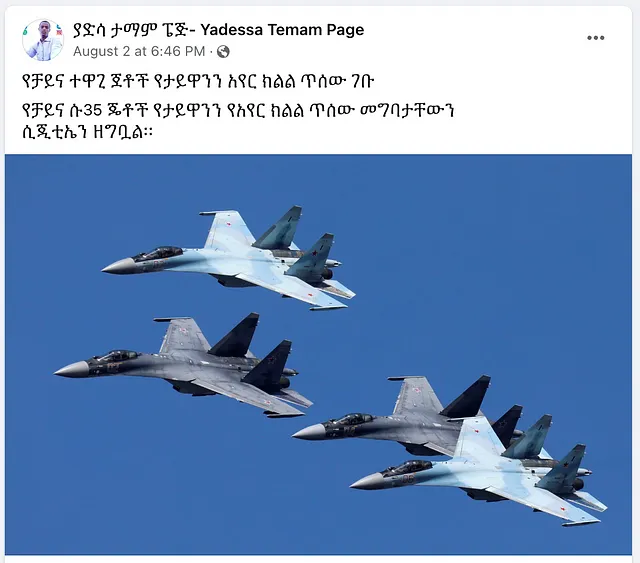 ያድሳ ታማም ፔጅ- Yadessa Temam Page
August 2 at 6:46 PM ·
የቻይና ተዋጊ ጀቶች የታይዋንን አየር ክልል ጥሰው ገቡ
የቻይና ሱ35 ጄቶች የታይዋንን የአየር ክልል ጥሰው መግባታቸውን
ሲጂቲኤን ዘግቧል፡፡